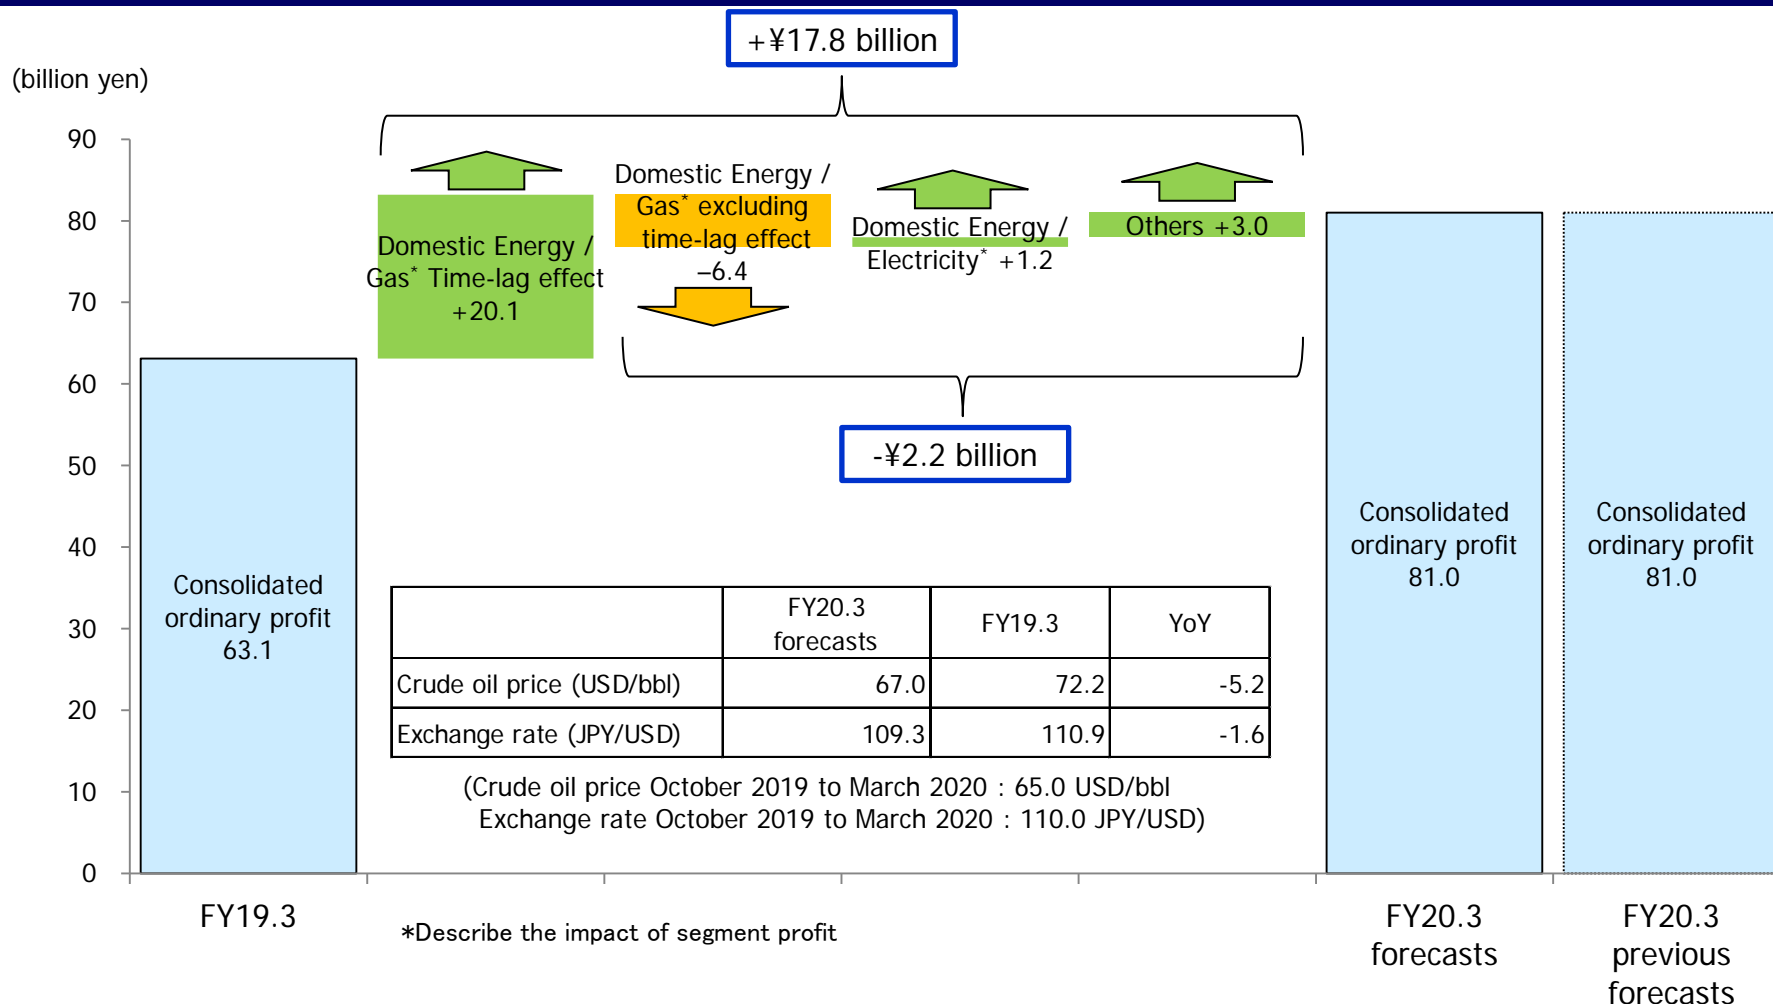 +¥17.8 billion
(billion yen)
90
80
70
60
50
40
30
20
10
0
Domestic Energy /
Gas* Time-lag effect
+20.1
Domestic Energy /
Gas* excluding
time-lag effect
−6.4
Domestic Energy /
Electricity* +1.2
Others +3.0
-¥2.2 billion
Consolidated
ordinary profit
63.1
Consolidated
ordinary profit
81.0
Consolidated
ordinary profit
81.0
FY20.3
forecasts
FY19.3
YoY
Crude oil price (USD/bbl) 67.0 72.2 -5.2
Exchange rate (JPY/USD) 109.3 110.9 -1.6
(Crude oil price October 2019 to March 2020 : 65.0 USD/bbl
Exchange rate October 2019 to March 2020 : 110.0 JPY/USD)
FY19.3
*Describe the impact of segment profit
FY20.3
forecasts
FY20.3
previous
forecasts